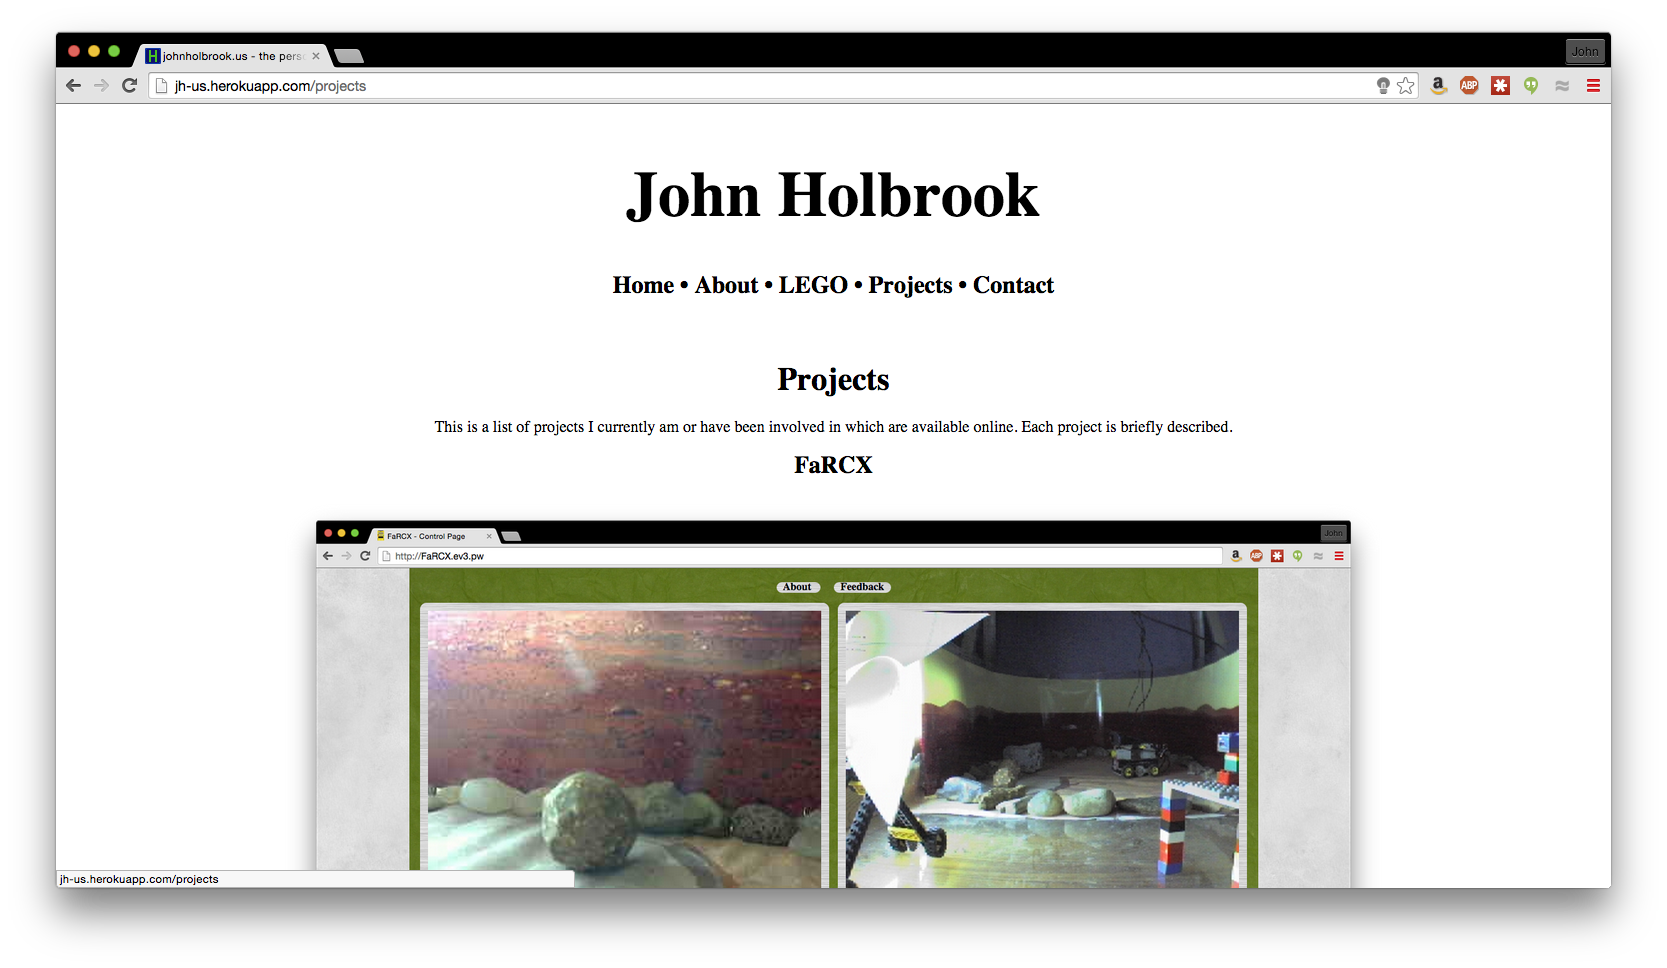 johnholbrook.us - the pers
John
jh-us.herokuapp.com/projects
ABP
John Holbrook
Home • About • LEGO • Projects • Contact
Projects
This is a list of projects I currently am or have been involved in which are available online. Each project is briefly described.
FaRCX
FaRCX - Control Page
John
http://FaRCX.ev3.pw
ABP
About
Feedback
jh-us.herokuapp.com/projects